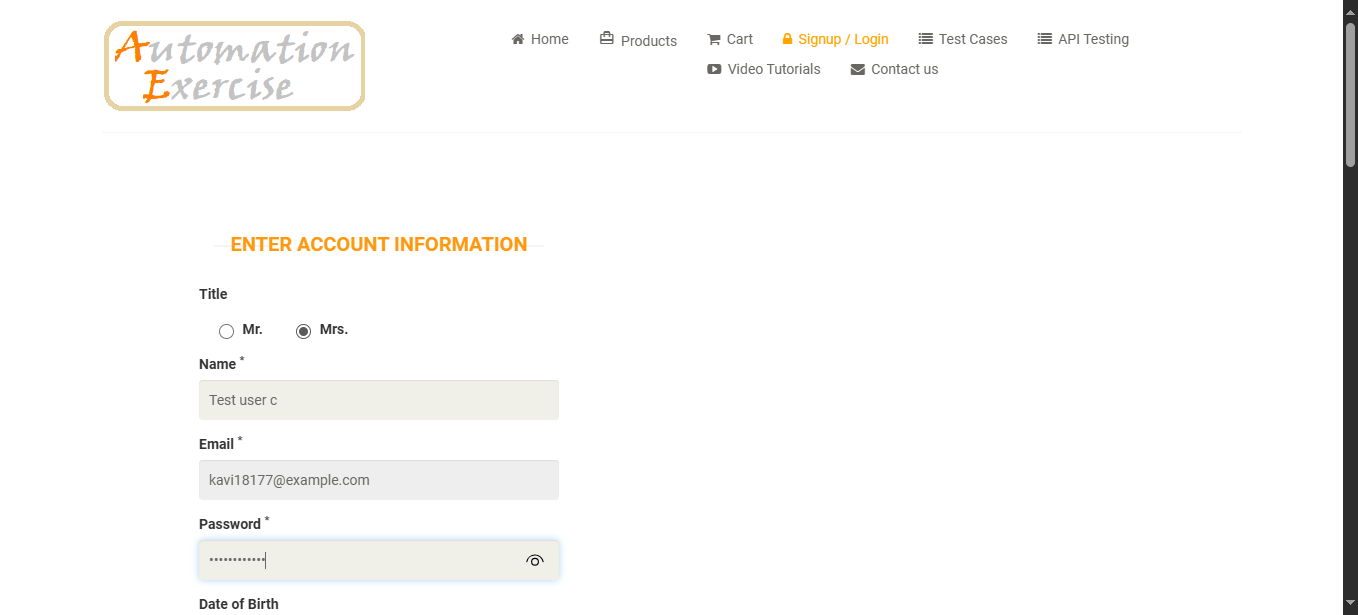 Automation
Exercise
Home Products Cart Signup / Login Test Cases API Testing
Video Tutorials Contact us
ENTER ACCOUNT INFORMATION
Title
Mr. Mrs.
Name *
Test user c
Email *
kavi18177@example.com
Password *
••••••••••••
Date of Birth